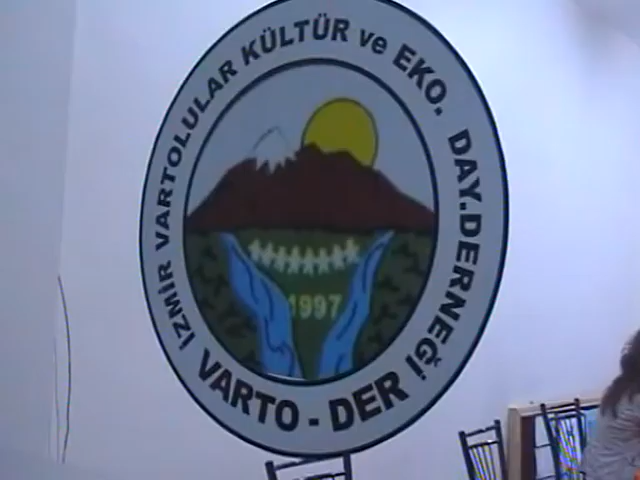 İZMİR VARTOLULAR KÜLTÜR ve EKO. DAY.DERNEĞİ
1997
VARTO - DER